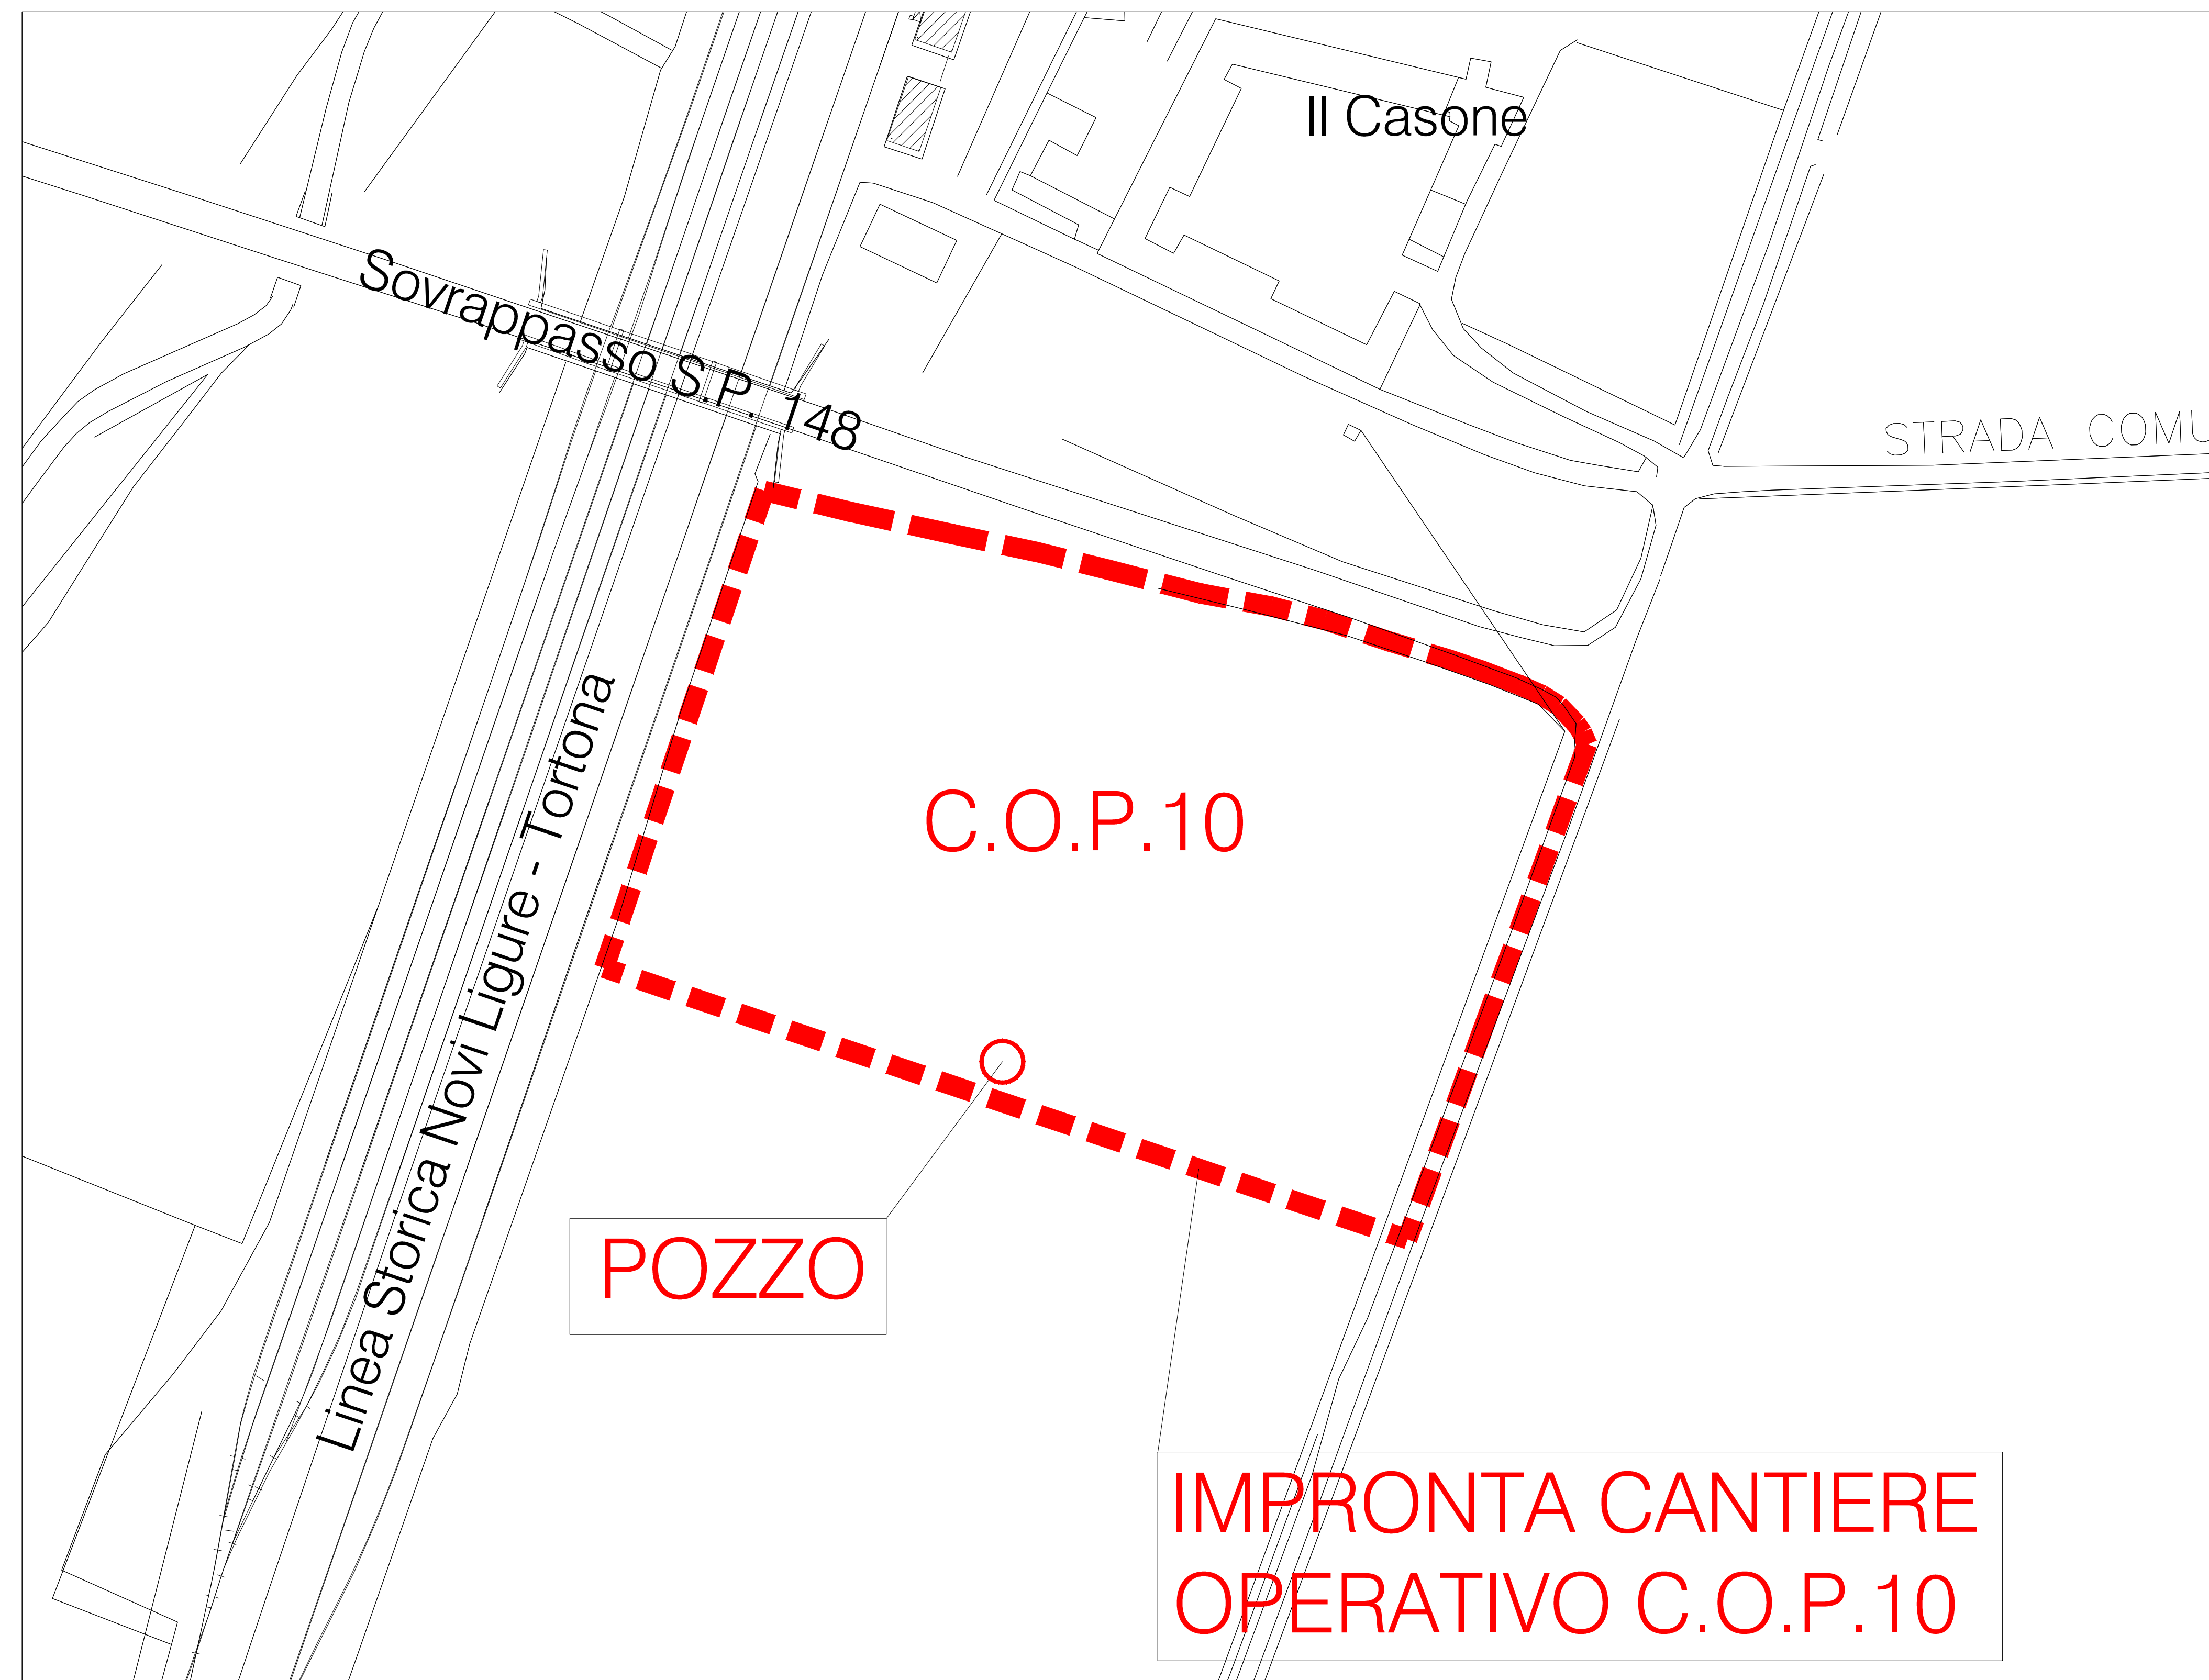 Il Casone
Sovrappasso S.P. 148
STRADA COMU
C.O.P.10
Linea Storica Novi Ligure - Tortona
POZZO
IMPRONTA CANTIERE
OPERATIVO C.O.P.10